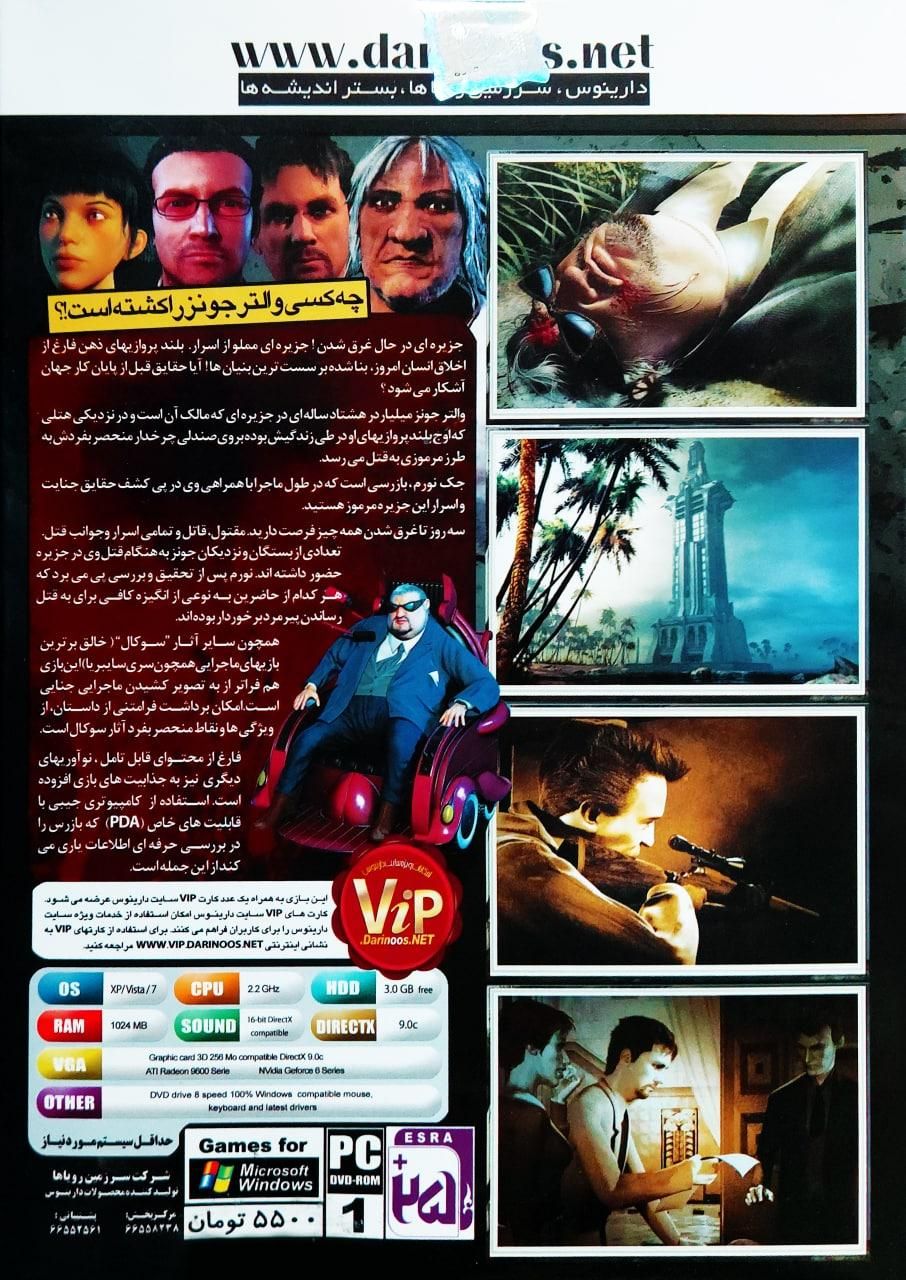 www.dar s.net
دارینوس ، سرزمین رویا ها ، بستر اندیشه ها
چه کسی والتر جونز را کشته است!؟
جزیره ای در حال غرق شدن ! جزیره ای مملو از اسرار. بلند پروازیهای ذهن فارغ از
اخلاق انسان امروز، بنا شده بر سست ترین بنیان ها! آیا حقایق قبل از پایان کار جهان
آشکار می شود ؟
والتر جونز میلیاردر هشتاد ساله ای در جزیره ای که مالک آن است و در نزدیکی هتلی
که اوج بلند پروازیهای او در طی زندگیش بوده بر وی صندلی چرخدار منحصر بفردش به
طرز مرموزی به قتل می رسد.
جک نورم، بازرسی است که در طول ماجرا با همراهی وی در پی کشف حقایق جنایت
و اسرار این جزیره مرموز هستید.
سه روز تا غرق شدن همه چیز فرصت دارید. مقتول، قاتل و تمامی اسرار و جوانب قتل.
تعدادی از بستگان و نزدیکان جونز به هنگام قتل وی در جزیره
حضور داشته اند. نورم پس از تحقیق و بررسی پی می برد که
هر کدام از حاضرین به نوعی از انگیزه کافی برای به قتل
رساندن پیرمرد برخوردار بوده اند.
همچون سایر آثار "سوکال" ( خالق برترین
بازیهای ماجرایی همچون سری سایبریا ) این بازی
هم فراتر از به تصویر کشیدن ماجرایی جنایی
است. امکان برداشت فرامتنی از داستان، از
ویژگی ها و نقاط منحصر بفرد آثار سوکال است.
فارغ از محتوای قابل تامل ، نوآوریهای
دیگری نیز به جذابیت های بازی افزوده
است. استفاده از کامپیوتری جیبی با
قابلیت های خاص (PDA) که بازرس را
در بررسی حرفه ای اطلاعات یاری می
کند از این جمله است.
ViP
.Darinoos.NET
این بازی به همراه یک عدد کارت VIP سایت دارینوس عرضه می شود.
کارت های VIP سایت دارینوس امکان استفاده از خدمات ویژه سایت
دارینوس را برای کاربران فراهم می کنند. برای استفاده از کارتهای VIP به
نشانی اینترنتی WWW.VIP.DARINOOS.NET مراجعه کنید.
OS XP/Vista/7 CPU 2.2 GHz HDD 3.0 GB free
RAM 1024 MB SOUND 16-bit DirectX compatible DIRECTX 9.0c
VGA Graphic card 3D 256 Mo compatible DirectX 9.0c
ATI Radeon 9600 Serie NVidia Geforce 6 Series
OTHER DVD drive 8 speed 100% Windows compatible mouse,
keyboard and latest drivers
حداقل سیستم مورد نیاز
شرکت سرزمین رویاها
تولید کننده محصولات دارینوس
مرکز پخش: پشتیبانی :
۶۶۵۵۸۲۳۸ ۶۶۵۵۲۵۶۱
Games for
Microsoft
Windows
۵۵۰۰ تومان
PC
DVD-ROM
1
ESRA
+۲۵